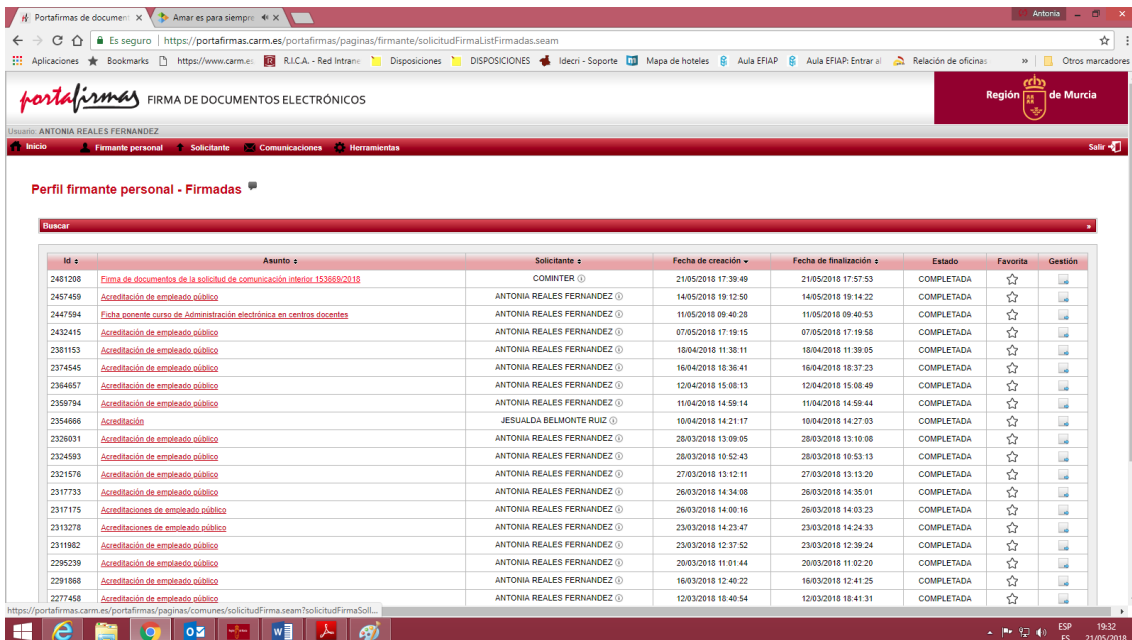 Portafirmas de document
Amar es para siempre
Antonia
Es seguro | https://portafirmas.carm.es/portafirmas/paginas/firmante/solicitudFirmaListFirmadas.seam
Aplicaciones Bookmarks https://www.carm.es R.I.C.A. - Red Intrane Disposiciones DISPOSICIONES Idecri - Soporte Mapa de hoteles Aula EFIAP Aula EFIAP: Entrar al Relación de oficinas » Otros marcadores
portafirmas FIRMA DE DOCUMENTOS ELECTRÓNICOS
Región de Murcia
Usuario: ANTONIA REALES FERNANDEZ
Inicio Firmante personal Solicitante Comunicaciones Herramientas Salir
Perfil firmante personal - Firmadas
Buscar »
Id Asunto Solicitante Fecha de creación Fecha de finalización Estado Favorita Gestión
2481208 Firma de documentos de la solicitud de comunicación interior 153689/2018 COMINTER 21/05/2018 17:39:49 21/05/2018 17:57:53 COMPLETADA
2457459 Acreditación de empleado público ANTONIA REALES FERNANDEZ 14/05/2018 19:12:50 14/05/2018 19:14:22 COMPLETADA
2447594 Ficha ponente curso de Administración electrónica en centros docentes ANTONIA REALES FERNANDEZ 11/05/2018 09:40:28 11/05/2018 09:40:53 COMPLETADA
2432415 Acreditación de empleado público ANTONIA REALES FERNANDEZ 07/05/2018 17:19:15 07/05/2018 17:19:58 COMPLETADA
2381153 Acreditación de empleado público ANTONIA REALES FERNANDEZ 18/04/2018 11:38:11 18/04/2018 11:39:05 COMPLETADA
2374545 Acreditación de empleado público ANTONIA REALES FERNANDEZ 16/04/2018 18:36:41 16/04/2018 18:37:23 COMPLETADA
2364657 Acreditación de empleado público ANTONIA REALES FERNANDEZ 12/04/2018 15:08:13 12/04/2018 15:08:49 COMPLETADA
2359794 Acreditación de empleado público ANTONIA REALES FERNANDEZ 11/04/2018 14:59:14 11/04/2018 14:59:44 COMPLETADA
2354666 Acreditación JESUALDA BELMONTE RUIZ 10/04/2018 14:21:17 10/04/2018 14:27:03 COMPLETADA
2326031 Acreditación de empleado público ANTONIA REALES FERNANDEZ 28/03/2018 13:09:05 28/03/2018 13:10:08 COMPLETADA
2324593 Acreditación de empleado público ANTONIA REALES FERNANDEZ 28/03/2018 10:52:43 28/03/2018 10:53:13 COMPLETADA
2321576 Acreditación de empleado público ANTONIA REALES FERNANDEZ 27/03/2018 13:12:11 27/03/2018 13:13:20 COMPLETADA
2317733 Acreditación de empleado público ANTONIA REALES FERNANDEZ 26/03/2018 14:34:08 26/03/2018 14:35:01 COMPLETADA
2317175 Acreditaciones de empleado público ANTONIA REALES FERNANDEZ 26/03/2018 14:00:16 26/03/2018 14:03:23 COMPLETADA
2313278 Acreditaciones de empleado público ANTONIA REALES FERNANDEZ 23/03/2018 14:23:47 23/03/2018 14:24:33 COMPLETADA
2311982 Acreditación de empleado público ANTONIA REALES FERNANDEZ 23/03/2018 12:37:52 23/03/2018 12:39:24 COMPLETADA
2295239 Acreditación de emplaedo público ANTONIA REALES FERNANDEZ 20/03/2018 11:01:44 20/03/2018 11:02:20 COMPLETADA
2291868 Acreditación de empleado público ANTONIA REALES FERNANDEZ 16/03/2018 12:40:22 16/03/2018 12:41:25 COMPLETADA
2277458 Acreditación de empleado público ANTONIA REALES FERNANDEZ 12/03/2018 18:40:54 12/03/2018 18:41:31 COMPLETADA
https://portafirmas.carm.es/portafirmas/paginas/comunes/solicitudFirma.seam?solicitudFirmaSoll...
ESP 19:32
ES 21/05/2018